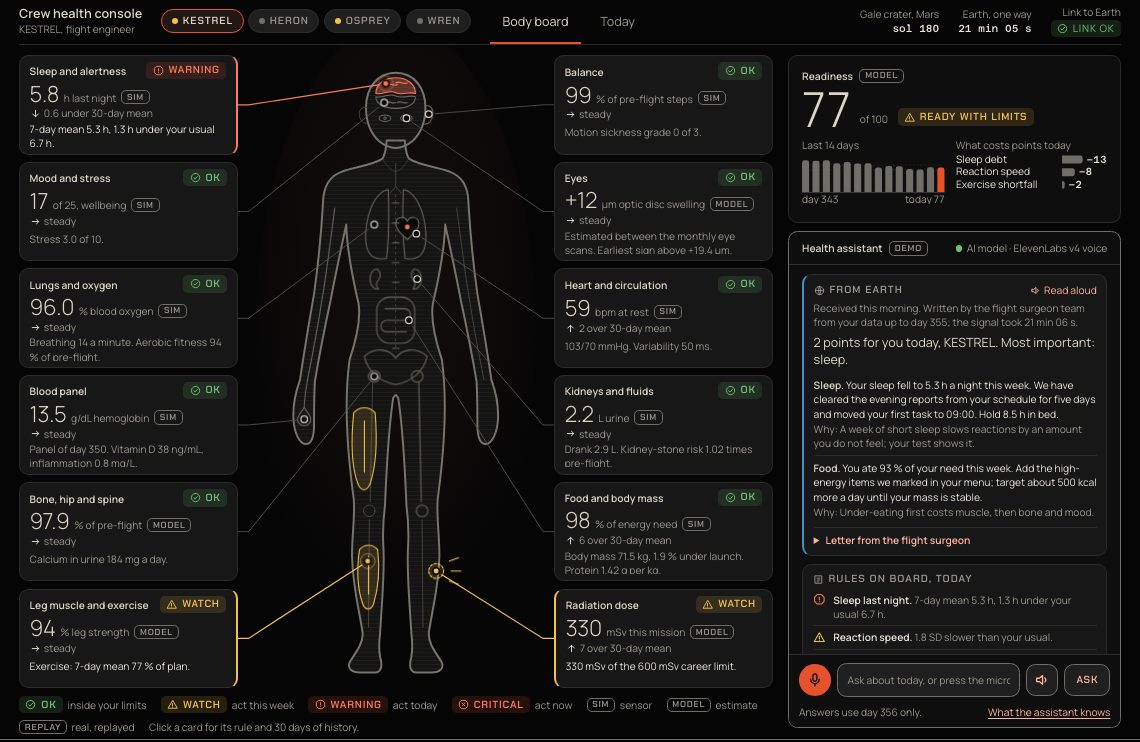 Crew health console
KESTREL, flight engineer
KESTREL
HERON
OSPREY
WREN
Body board
Today
Gale crater, Mars
sol 180
Earth, one way
21 min 05 s
Link to Earth
LINK OK
Sleep and alertness
WARNING
5.8 h last night SIM
↓ 0.6 under 30-day mean
7-day mean 5.3 h, 1.3 h under your usual
6.7 h.
Mood and stress
OK
17 of 25, wellbeing SIM
→ steady
Stress 3.0 of 10.
Lungs and oxygen
OK
96.0 % blood oxygen SIM
→ steady
Breathing 14 a minute. Aerobic fitness 94
% of pre-flight.
Blood panel
OK
13.5 g/dL hemoglobin SIM
→ steady
Panel of day 350. Vitamin D 38 ng/mL,
inflammation 0.8 mg/L.
Bone, hip and spine
OK
97.9 % of pre-flight MODEL
→ steady
Calcium in urine 184 mg a day.
Leg muscle and exercise
WATCH
94 % leg strength MODEL
→ steady
Exercise: 7-day mean 77 % of plan.
Balance
OK
99 % of pre-flight steps SIM
→ steady
Motion sickness grade 0 of 3.
Eyes
OK
+12 µm optic disc swelling MODEL
→ steady
Estimated between the monthly eye
scans. Earliest sign above +19.4 um.
Heart and circulation
OK
59 bpm at rest SIM
↑ 2 over 30-day mean
103/70 mmHg. Variability 50 ms.
Kidneys and fluids
OK
2.2 L urine SIM
→ steady
Drank 2.9 L. Kidney-stone risk 1.02 times
pre-flight.
Food and body mass
OK
98 % of energy need SIM
↑ 6 over 30-day mean
Body mass 71.5 kg, 1.9 % under launch.
Protein 1.42 g per kg.
Radiation dose
WATCH
330 mSv this mission MODEL
↑ 7 over 30-day mean
330 mSv of the 600 mSv career limit.
OK inside your limits
WATCH act this week
WARNING act today
CRITICAL act now
SIM sensor
MODEL estimate
REPLAY real, replayed
Click a card for its rule and 30 days of history.
Readiness MODEL
77 of 100
READY WITH LIMITS
Last 14 days
day 343
today 77
What costs points today
Sleep debt −13
Reaction speed −8
Exercise shortfall −2
Health assistant DEMO
AI model · ElevenLabs v4 voice
FROM EARTH
Read aloud
Received this morning. Written by the flight surgeon team
from your data up to day 355; the signal took 21 min 06 s.
2 points for you today, KESTREL. Most important:
sleep.
Sleep. Your sleep fell to 5.3 h a night this week. We have
cleared the evening reports from your schedule for five days
and moved your first task to 09:00. Hold 8.5 h in bed.
Why: A week of short sleep slows reactions by an amount
you do not feel; your test shows it.
Food. You ate 93 % of your need this week. Add the high-
energy items we marked in your menu; target about 500 kcal
more a day until your mass is stable.
Why: Under-eating first costs muscle, then bone and mood.
Letter from the flight surgeon
RULES ON BOARD, TODAY
Sleep last night. 7-day mean 5.3 h, 1.3 h under your
usual 6.7 h.
Reaction speed. 1.8 SD slower than your usual.
Ask about today, or press the micro
ASK
Answers use day 356 only.
What the assistant knows